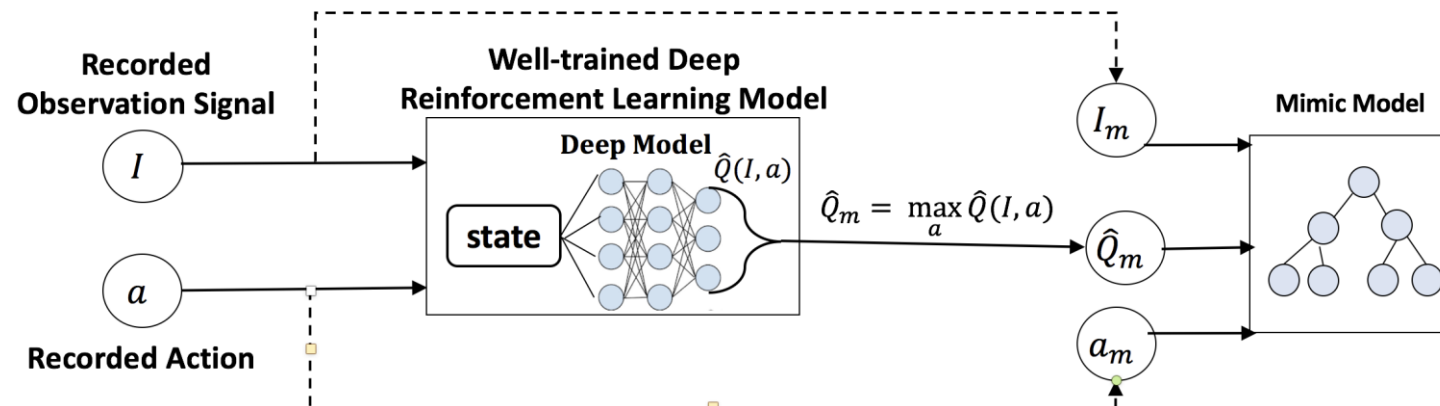 Recorded
Observation Signal
I
a
Recorded Action
Well-trained Deep
Reinforcement Learning Model
Deep Model
Q̂(I, a)
state
Q̂ₘ = max Q̂(I, a)
a
Iₘ
Q̂ₘ
aₘ
Mimic Model